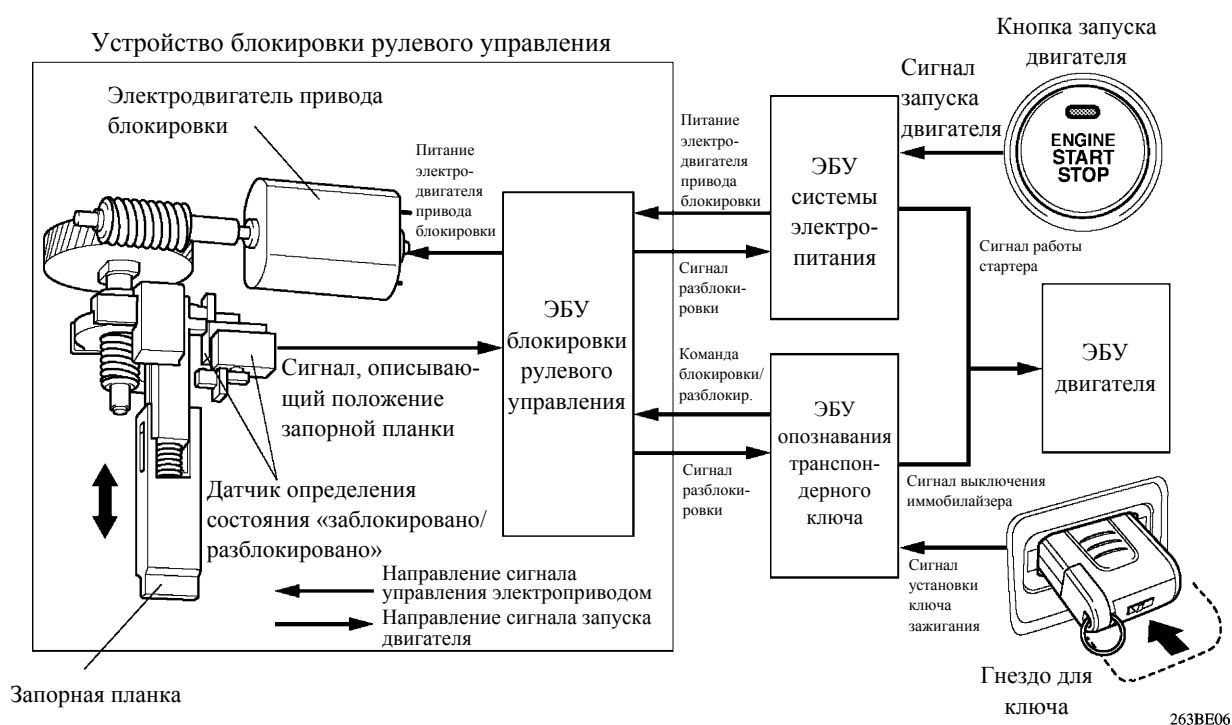 Устройство блокировки рулевого управления
Кнопка запуска
двигателя
Электродвигатель привода
блокировки
Питание
электро-
двигателя
привода
блокировки
Питание
электро-
двигателя
привода
блокировки
Сигнал
запуска
двигателя
ENGINE
START
STOP
ЭБУ
системы
электро-
питания
Сигнал
разблоки-
ровки
Сигнал работы
стартера
ЭБУ
блокировки
рулевого
управления
ЭБУ
двигателя
Сигнал, описываю-
щий положение
запорной планки
Команда
блокировки/
разблокир.
ЭБУ
опознавания
транспон-
дерного
ключа
Сигнал
разблоки-
ровки
Сигнал выключения
иммобилайзера
Датчик определения
состояния «заблокировано/
разблокировано»
Сигнал
установки
ключа
зажигания
Направление сигнала
управления электроприводом
Направление сигнала запуска
двигателя
Запорная планка
Гнездо для
ключа
263BE06